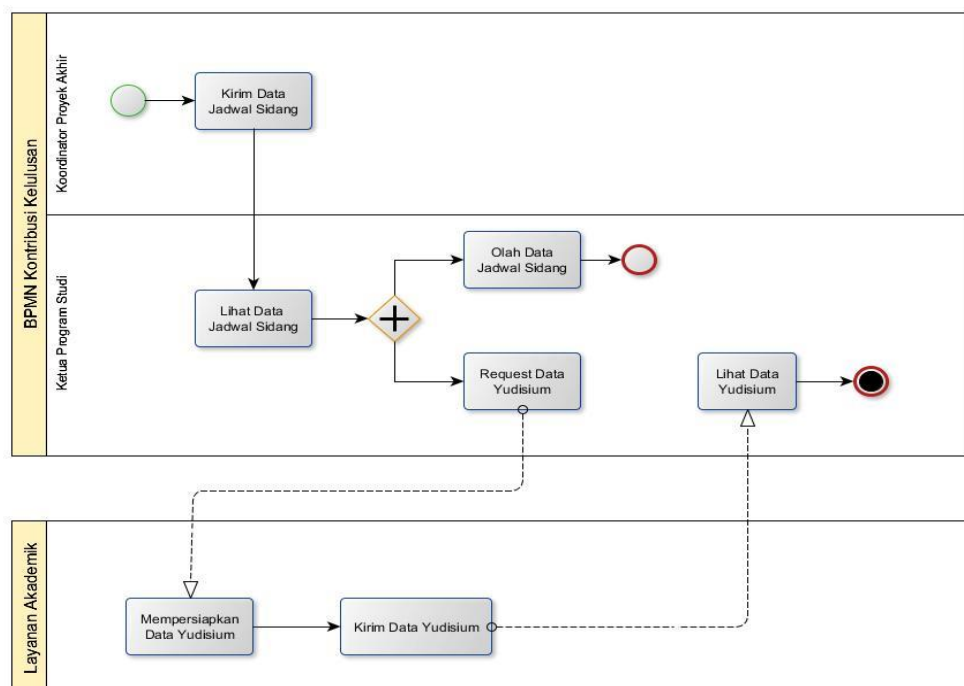 BPMN Kontribusi Kelulusan
Koordinator Proyek Akhir
Kirim Data
Jadwal Sidang
Ketua Program Studi
Lihat Data
Jadwal Sidang
Olah Data
Jadwal Sidang
Request Data
Yudisium
Lihat Data
Yudisium
Layanan Akademik
Mempersiapkan
Data Yudisium
Kirim Data Yudisium